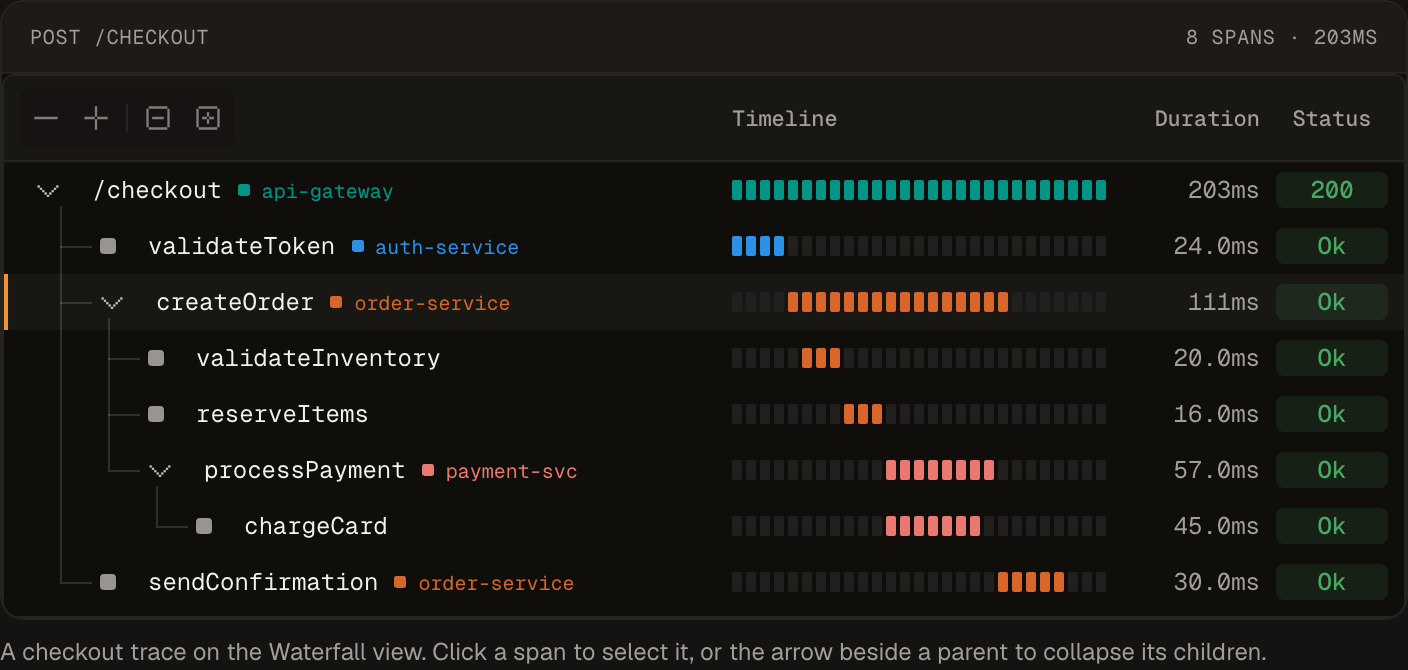 POST /CHECKOUT 8 SPANS · 203MS
Timeline Duration Status
/checkout api-gateway 203ms 200
validateToken auth-service 24.0ms Ok
createOrder order-service 111ms Ok
validateInventory 20.0ms Ok
reserveItems 16.0ms Ok
processPayment payment-svc 57.0ms Ok
chargeCard 45.0ms Ok
sendConfirmation order-service 30.0ms Ok
A checkout trace on the Waterfall view. Click a span to select it, or the arrow beside a parent to collapse its children.